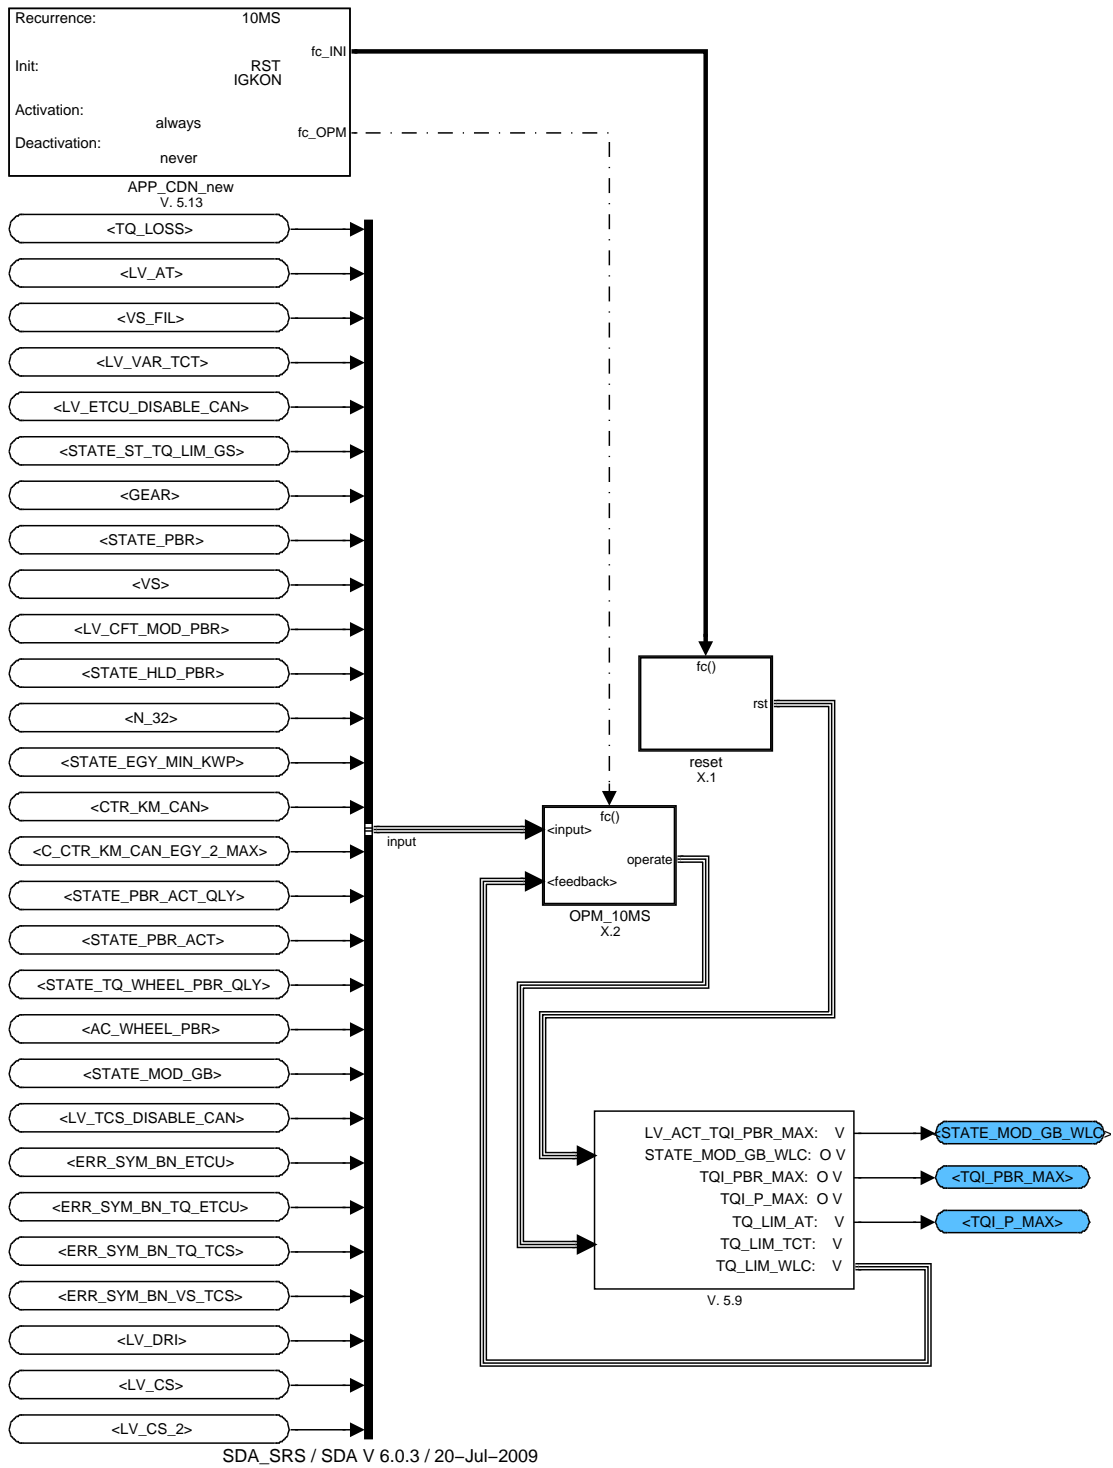 Recurrence: 10MS
fc_INI
Init: RST
IGKON
Activation:
always
fc_OPM
Deactivation:
never
APP_CDN_new
V. 5.13
<TQ_LOSS>
<LV_AT>
<VS_FIL>
<LV_VAR_TCT>
<LV_ETCU_DISABLE_CAN>
<STATE_ST_TQ_LIM_GS>
<GEAR>
<STATE_PBR>
<VS>
<LV_CFT_MOD_PBR>
<STATE_HLD_PBR>
<N_32>
<STATE_EGY_MIN_KWP>
<CTR_KM_CAN>
<C_CTR_KM_CAN_EGY_2_MAX>
<STATE_PBR_ACT_QLY>
<STATE_PBR_ACT>
<STATE_TQ_WHEEL_PBR_QLY>
<AC_WHEEL_PBR>
<STATE_MOD_GB>
<LV_TCS_DISABLE_CAN>
<ERR_SYM_BN_ETCU>
<ERR_SYM_BN_TQ_ETCU>
<ERR_SYM_BN_TQ_TCS>
<ERR_SYM_BN_VS_TCS>
<LV_DRI>
<LV_CS>
<LV_CS_2>
input
fc()
rst
reset
X.1
fc()
<input>
operate
<feedback>
OPM_10MS
X.2
LV_ACT_TQI_PBR_MAX: V
STATE_MOD_GB_WLC: O V
TQI_PBR_MAX: O V
TQI_P_MAX: O V
TQ_LIM_AT: V
TQ_LIM_TCT: V
TQ_LIM_WLC: V
V. 5.9
<STATE_MOD_GB_WLC>
<TQI_PBR_MAX>
<TQI_P_MAX>
SDA_SRS / SDA V 6.0.3 / 20−Jul−2009